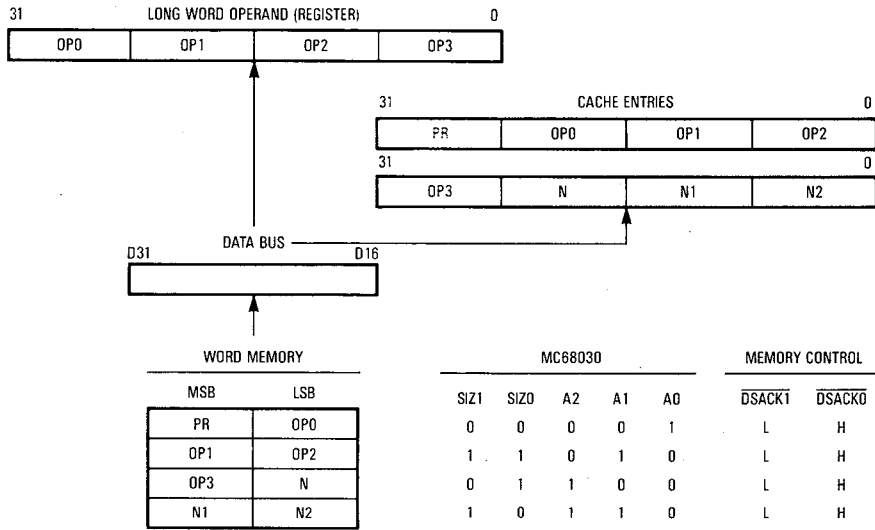 31 LONG WORD OPERAND (REGISTER) 0
OP0 OP1 OP2 OP3
31 CACHE ENTRIES 0
PR OP0 OP1 OP2
31 0
OP3 N N1 N2
DATA BUS
D31 D16
WORD MEMORY MC68030 MEMORY CONTROL
MSB LSB SIZ1 SIZ0 A2 A1 A0 DSACK1 DSACK0
PR OP0 0 0 0 0 1 L H
OP1 OP2 1 1 0 1 0 L H
OP3 N 0 1 1 0 0 L H
N1 N2 1 0 1 1 0 L H